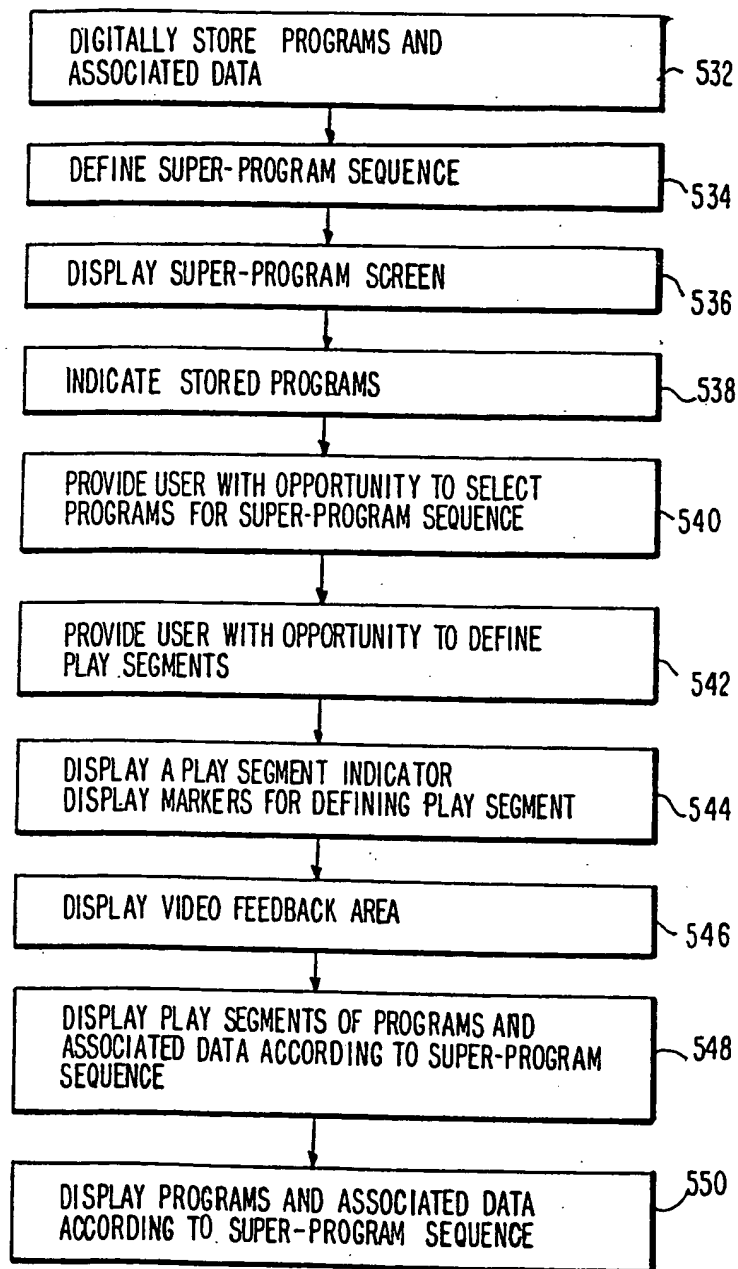 DIGITALLY STORE PROGRAMS AND
ASSOCIATED DATA
532
DEFINE SUPER-PROGRAM SEQUENCE
534
DISPLAY SUPER-PROGRAM SCREEN
536
INDICATE STORED PROGRAMS
538
PROVIDE USER WITH OPPORTUNITY TO SELECT
PROGRAMS FOR SUPER-PROGRAM SEQUENCE
540
PROVIDE USER WITH OPPORTUNITY TO DEFINE
PLAY SEGMENTS
542
DISPLAY A PLAY SEGMENT INDICATOR
DISPLAY MARKERS FOR DEFINING PLAY SEGMENT
544
DISPLAY VIDEO FEEDBACK AREA
546
DISPLAY PLAY SEGMENTS OF PROGRAMS AND
ASSOCIATED DATA ACCORDING TO SUPER-PROGRAM
SEQUENCE
548
DISPLAY PROGRAMS AND ASSOCIATED DATA
ACCORDING TO SUPER-PROGRAM SEQUENCE
550